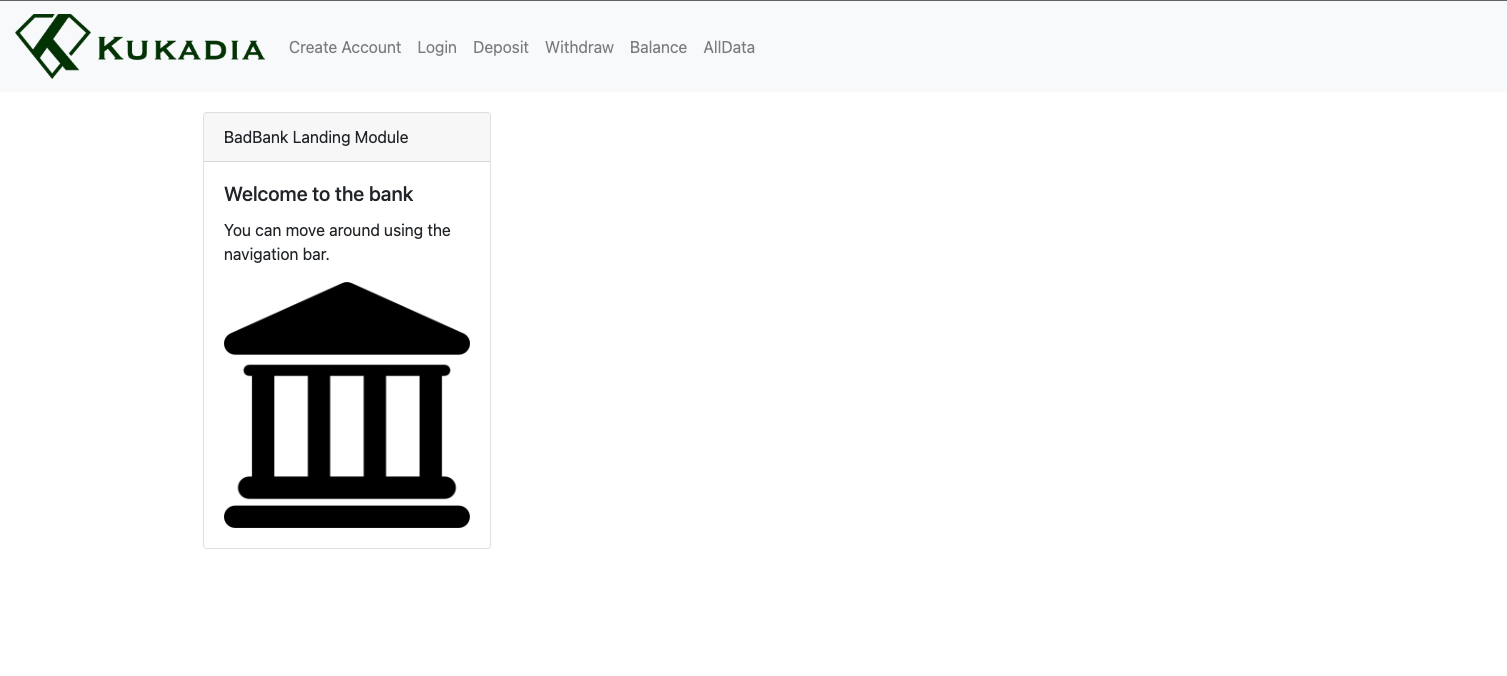 KUKADIA
Create Account Login Deposit Withdraw Balance AllData
BadBank Landing Module
Welcome to the bank
You can move around using the
navigation bar.